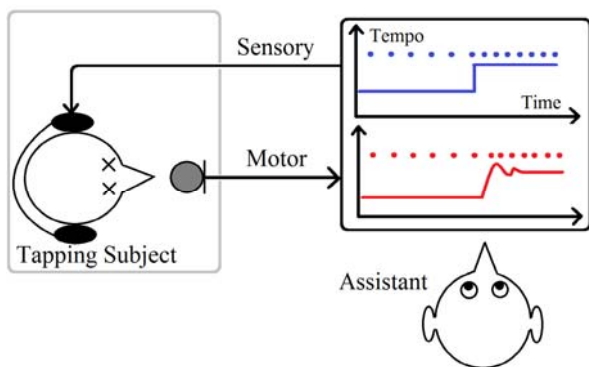 Sensory
Tempo
Time
Motor
Tapping Subject
Assistant